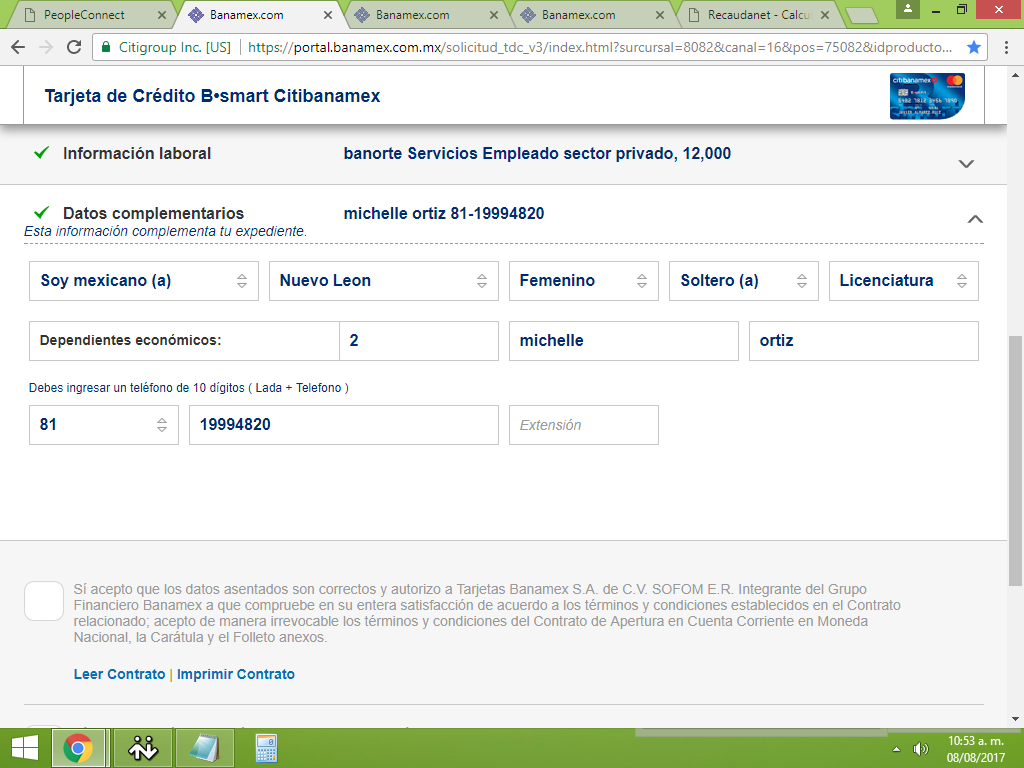 PeopleConnect
Banamex.com
Banamex.com
Banamex.com
Recaudanet - Calcu
Citigroup Inc. [US]
https://portal.banamex.com.mx/solicitud_tdc_v3/index.html?surcursal=8082&canal=16&pos=75082&idproducto...
Tarjeta de Crédito B•smart Citibanamex
citibanamex
Información laboral
banorte Servicios Empleado sector privado, 12,000
Datos complementarios
michelle ortiz 81-19994820
Esta información complementa tu expediente.
Soy mexicano (a)
Nuevo Leon
Femenino
Soltero (a)
Licenciatura
Dependientes económicos:
2
michelle
ortiz
Debes ingresar un teléfono de 10 dígitos ( Lada + Telefono )
81
19994820
Extensión
Sí acepto que los datos asentados son correctos y autorizo a Tarjetas Banamex S.A. de C.V. SOFOM E.R. Integrante del Grupo
Financiero Banamex a que compruebe en su entera satisfacción de acuerdo a los términos y condiciones establecidos en el Contrato
relacionado; acepto de manera irrevocable los términos y condiciones del Contrato de Apertura en Cuenta Corriente en Moneda
Nacional, la Carátula y el Folleto anexos.
Leer Contrato | Imprimir Contrato
10:53 a. m.
08/08/2017